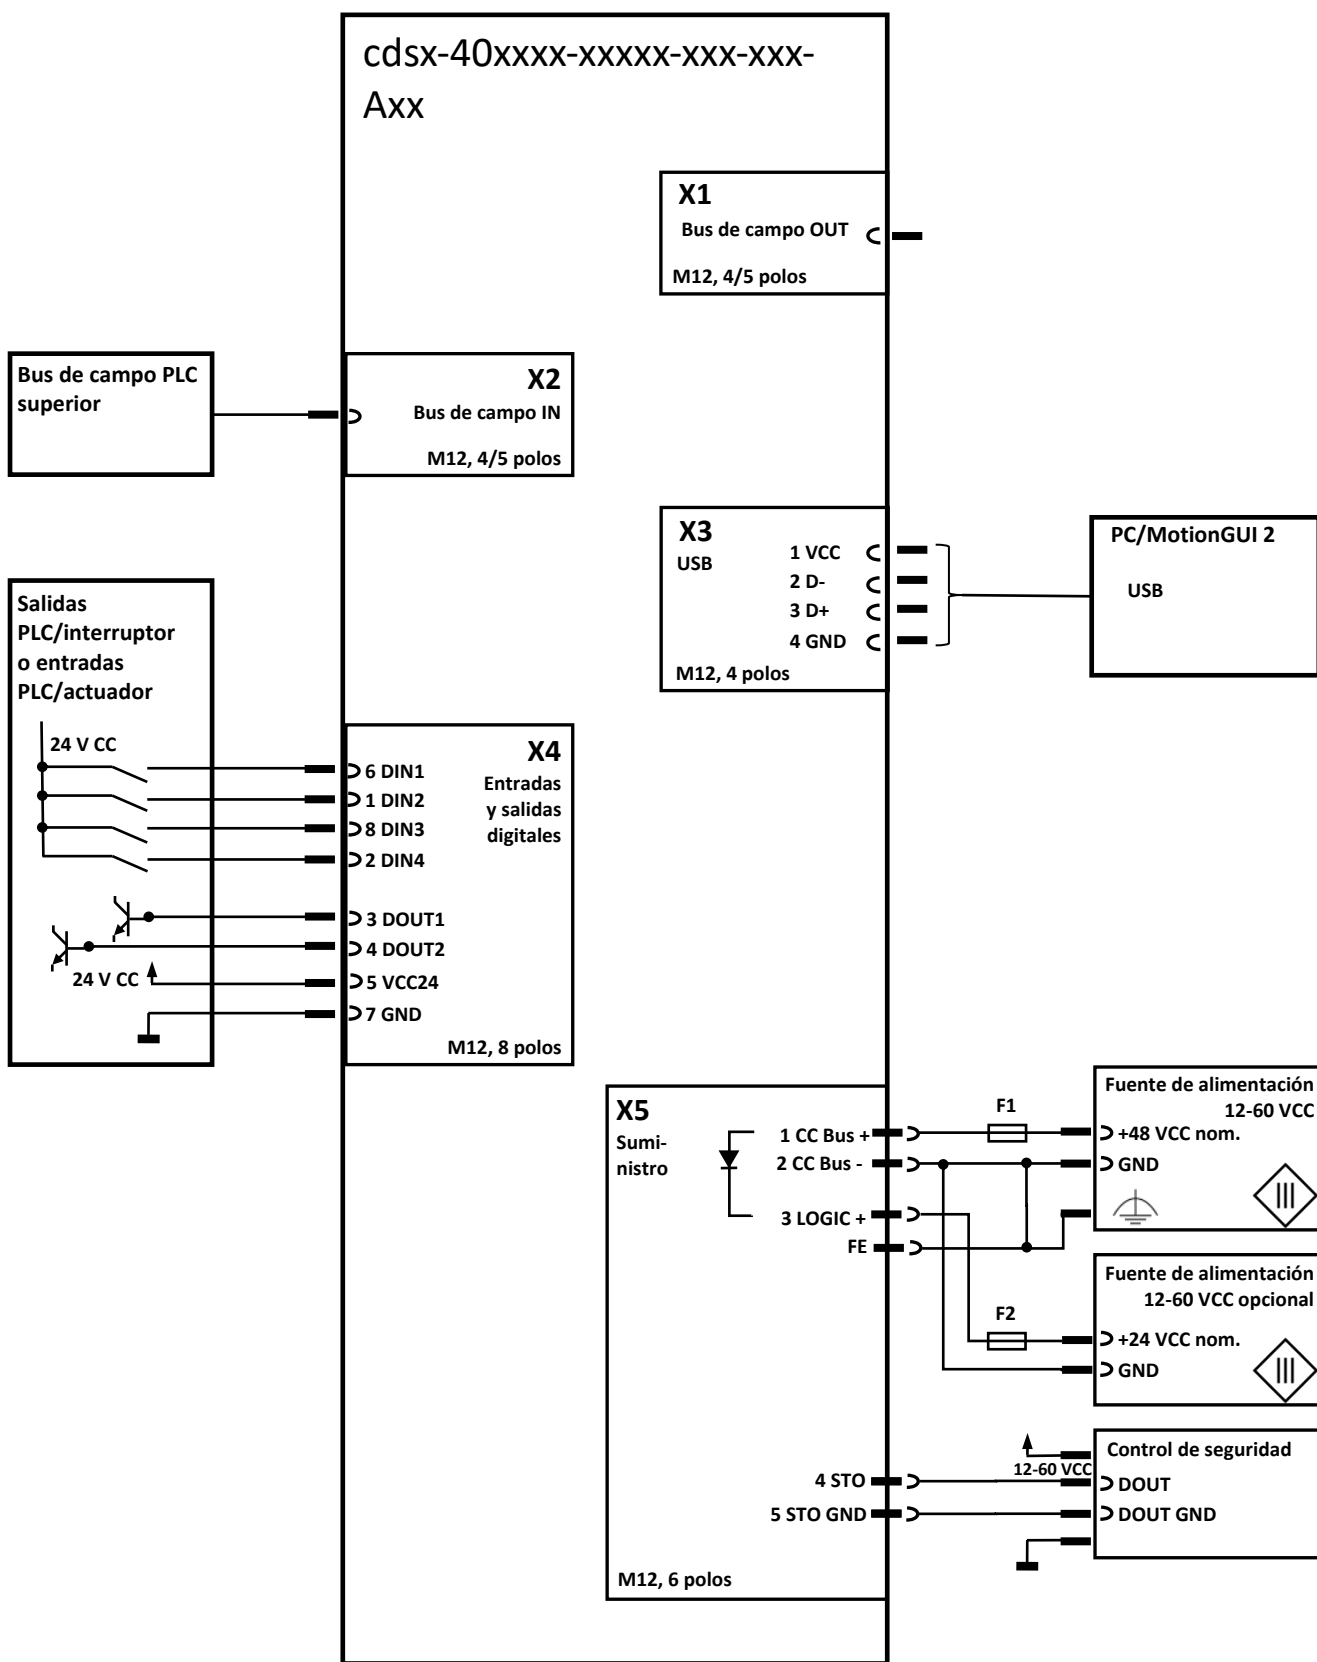 cdsx-40xxxx-xxxxx-xxx-xxx-
Axx
X1
Bus de campo OUT
M12, 4/5 polos
Bus de campo PLC
superior
X2
Bus de campo IN
M12, 4/5 polos
X3
USB
1 VCC
2 D-
3 D+
4 GND
M12, 4 polos
PC/MotionGUI 2
USB
Salidas
PLC/interruptor
o entradas
PLC/actuador
24 V CC
24 V CC
X4
Entradas
y salidas
digitales
6 DIN1
1 DIN2
8 DIN3
2 DIN4
3 DOUT1
4 DOUT2
5 VCC24
7 GND
M12, 8 polos
X5
Sumi-
nistro
1 CC Bus +
2 CC Bus -
3 LOGIC +
FE
4 STO
5 STO GND
M12, 6 polos
F1
Fuente de alimentación
12-60 VCC
+48 VCC nom.
GND
F2
Fuente de alimentación
12-60 VCC opcional
+24 VCC nom.
GND
12-60 VCC
Control de seguridad
DOUT
DOUT GND